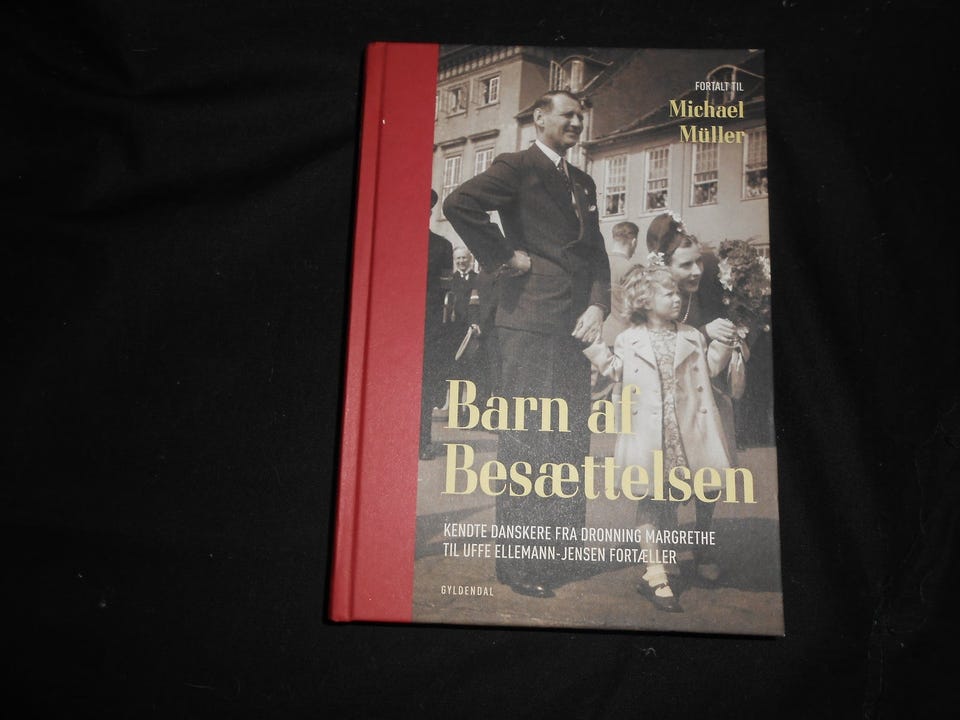 FORTALT TIL
Michael
Müller
Barn af
Besættelsen
KENDTE DANSKERE FRA DRONNING MARGRETHE
TIL UFFE ELLEMANN-JENSEN FORTÆLLER
GYLDENDAL